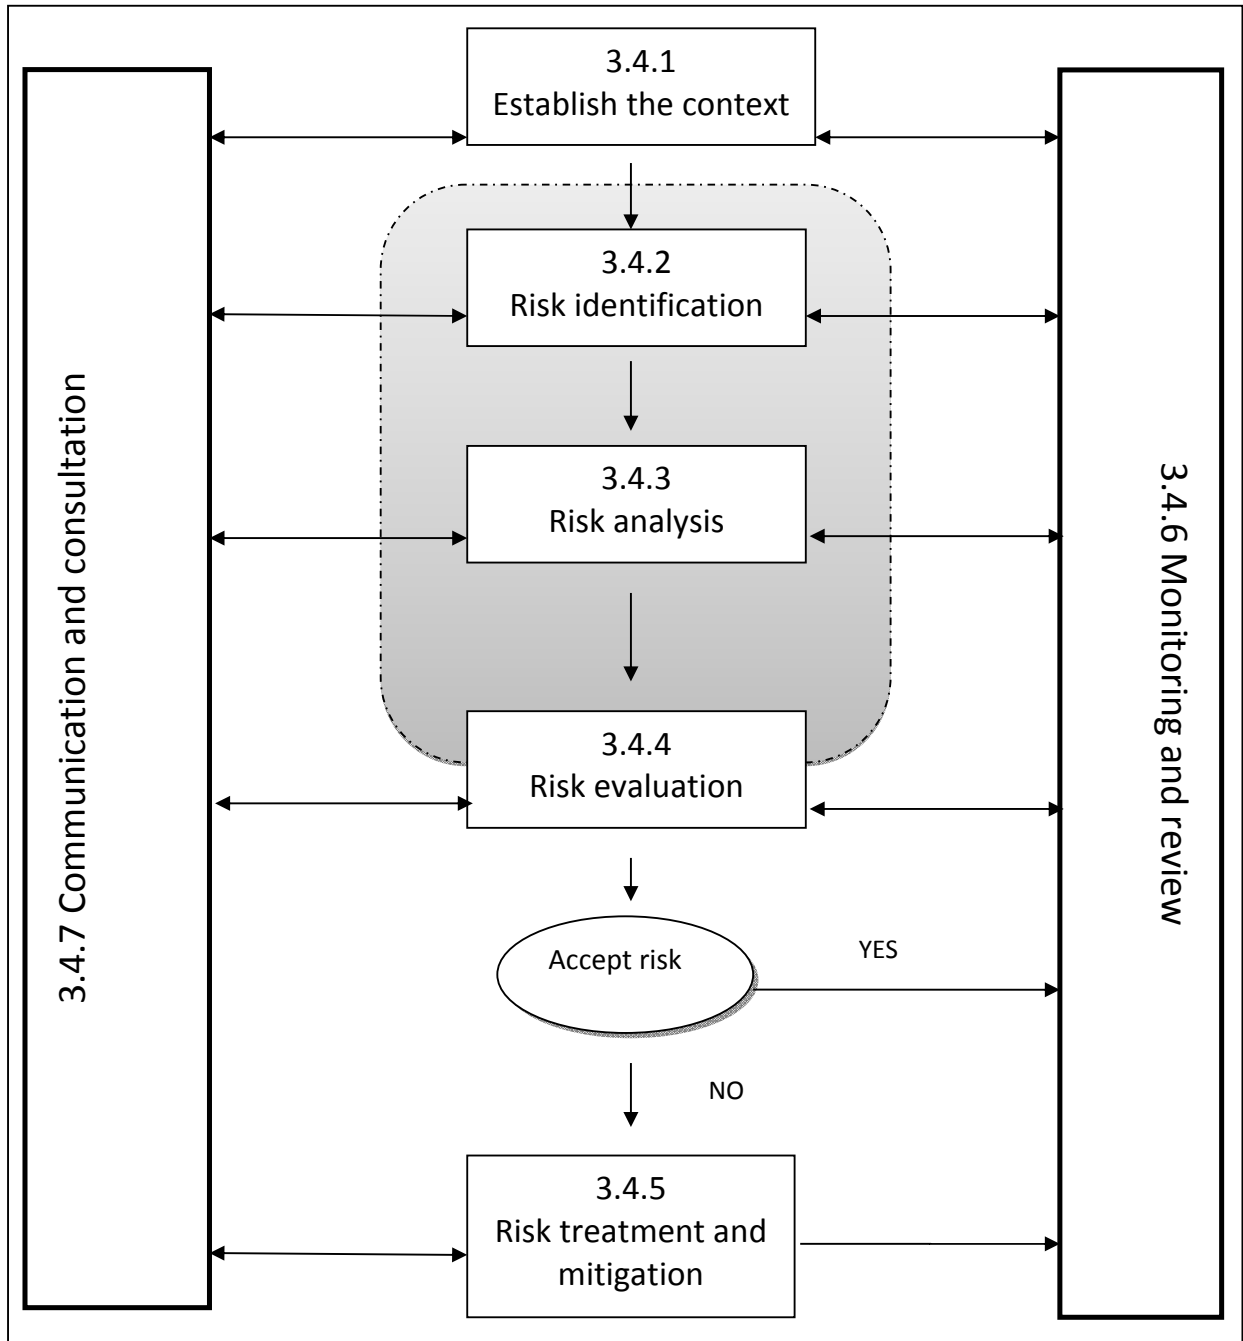 3.4.1
Establish the context
3.4.2
Risk identification
3.4.3
Risk analysis
3.4.4
Risk evaluation
Accept risk
YES
NO
3.4.5
Risk treatment and
mitigation
3.4.7 Communication and consultation
3.4.6 Monitoring and review